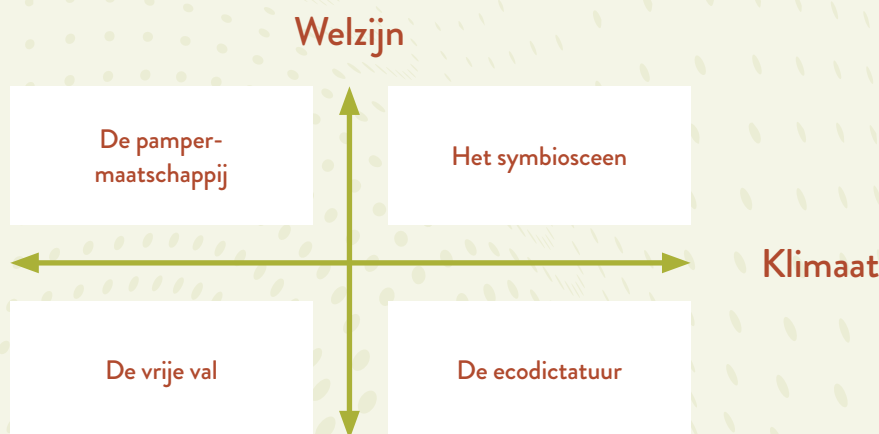 Welzijn
De pamper-
maatschappij
Het symbiosceen
Klimaat
De vrije val
De ecodictatuur